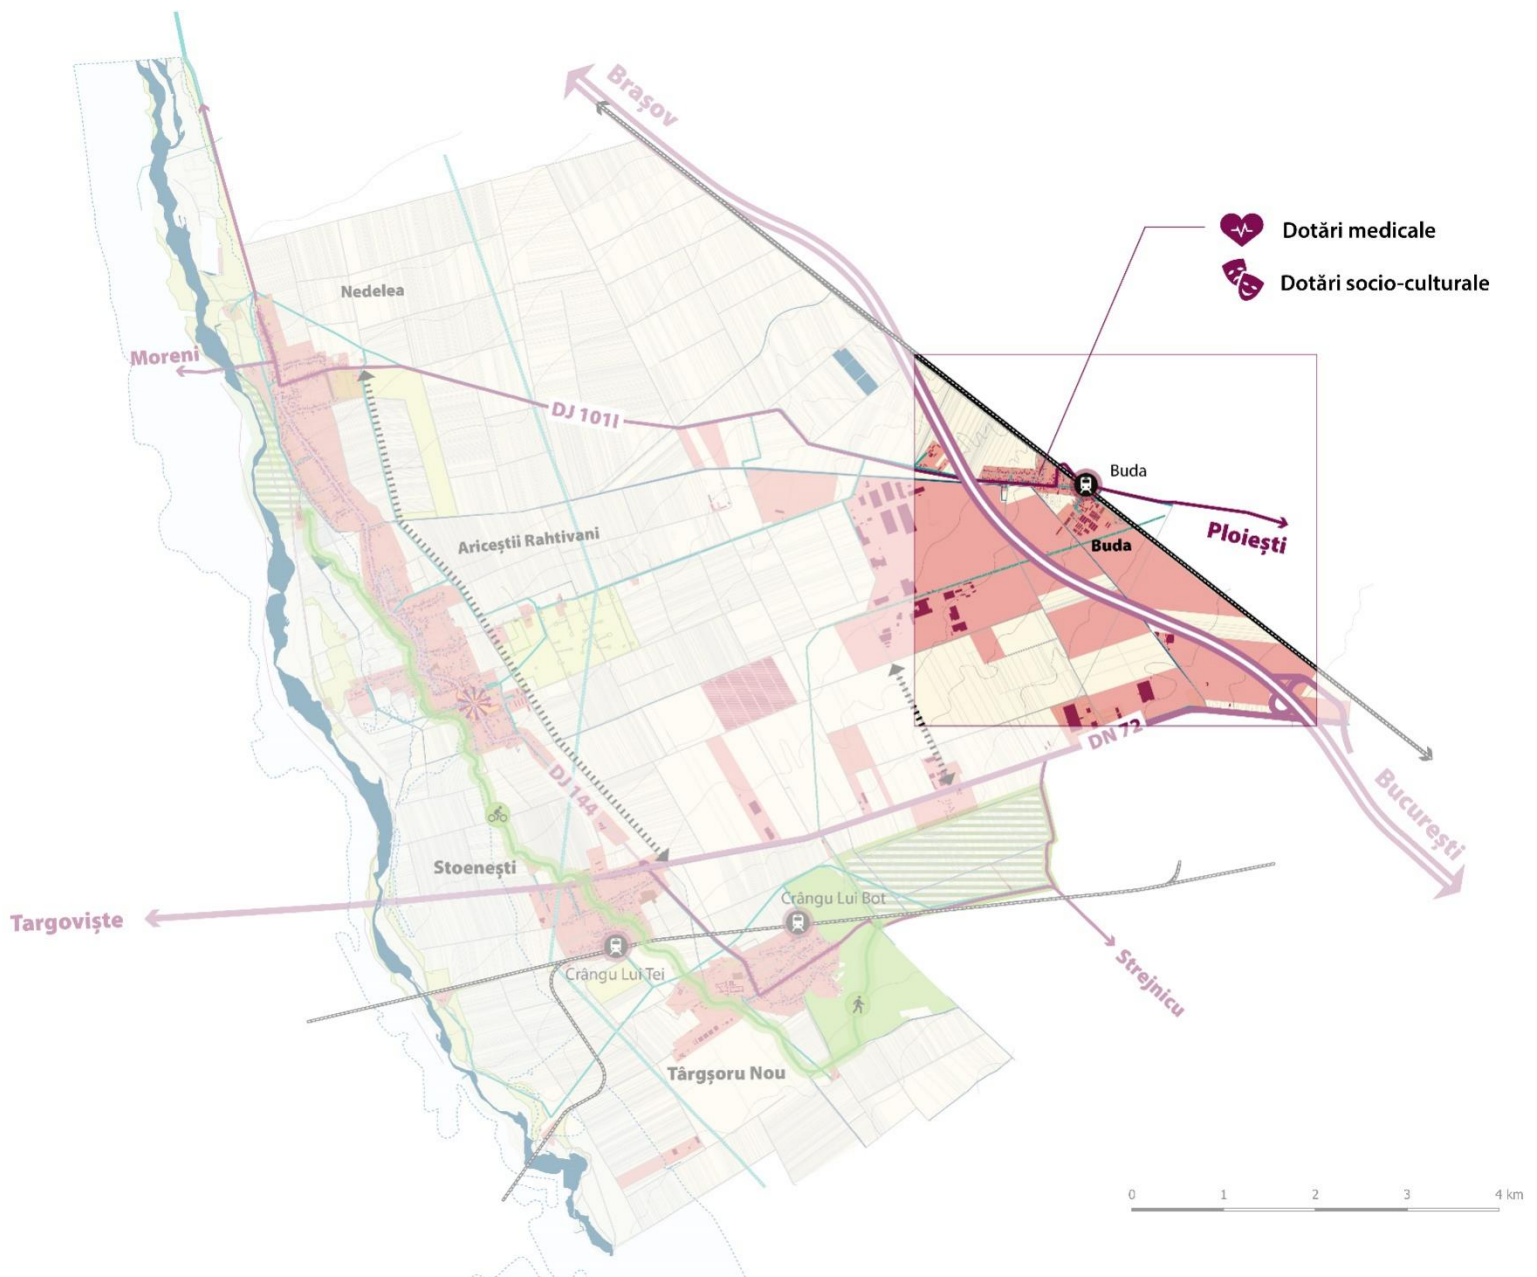 Brașov
Dotări medicale
Dotări socio-culturale
Nedelea
Moreni
DJ 101I
Buda
Ploiești
Ariceștii Rahtivani
Buda
DN 72
DJ 144
București
Stoenești
Crângu Lui Bot
Targoviște
Crângu Lui Tei
Strejnicu
Târgșoru Nou
0 1 2 3 4 km